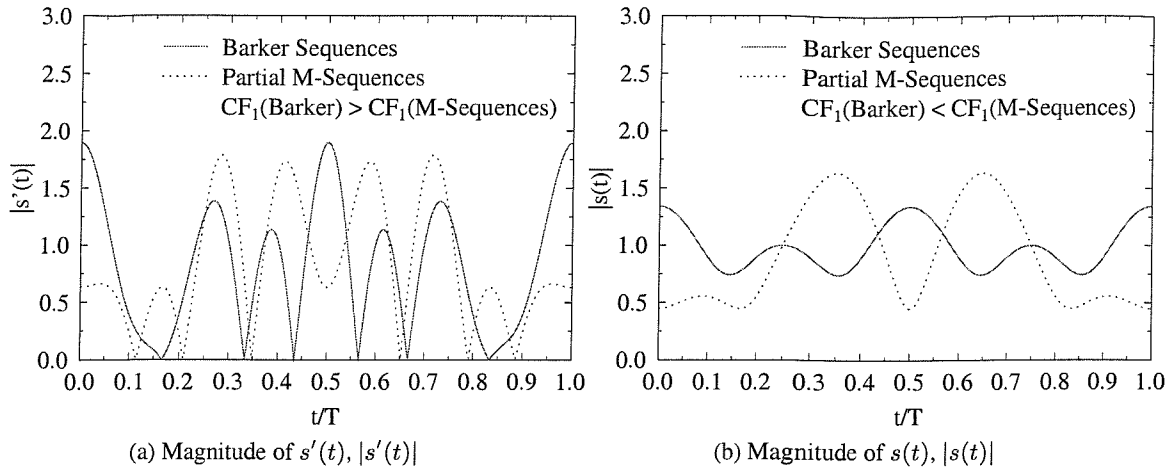 3.0
2.5
2.0
1.5
1.0
0.5
0.0
|s'(t)|
Barker Sequences
Partial M-Sequences
CF₁(Barker) > CF₁(M-Sequences)
0.0 0.1 0.2 0.3 0.4 0.5 0.6 0.7 0.8 0.9 1.0
t/T
(a) Magnitude of s′(t), |s′(t)|
3.0
2.5
2.0
1.5
1.0
0.5
0.0
|s(t)|
Barker Sequences
Partial M-Sequences
CF₁(Barker) < CF₁(M-Sequences)
0.0 0.1 0.2 0.3 0.4 0.5 0.6 0.7 0.8 0.9 1.0
t/T
(b) Magnitude of s(t), |s(t)|